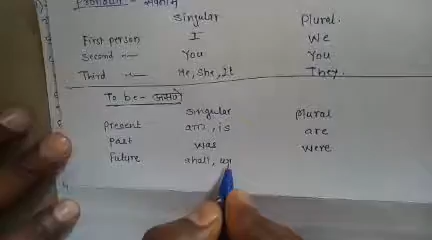 Pronoun - सर्वनाम
Singular Plural.
First person I We
Second — You You
Third — He, She, It They.
To be - असणे
Singular Plural
Present am, is are
Past was were
Future shall,